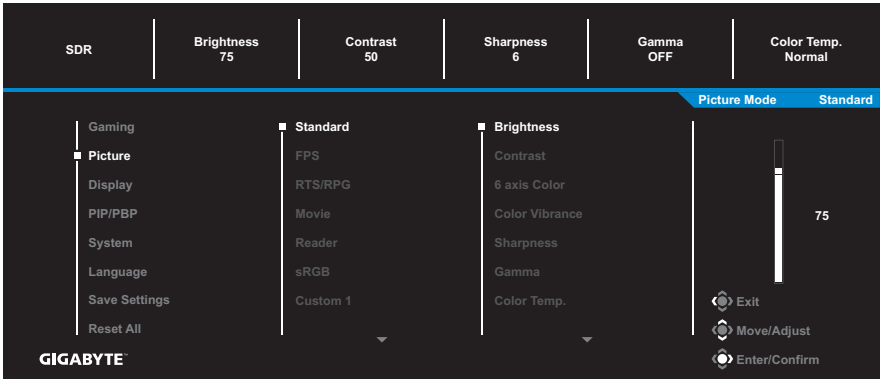 SDR
Brightness
75
Contrast
50
Sharpness
6
Gamma
OFF
Color Temp.
Normal
Picture Mode Standard
Gaming
Picture
Display
PIP/PBP
System
Language
Save Settings
Reset All
Standard
FPS
RTS/RPG
Movie
Reader
sRGB
Custom 1
Brightness
Contrast
6 axis Color
Color Vibrance
Sharpness
Gamma
Color Temp.
75
Exit
Move/Adjust
Enter/Confirm
GIGABYTE™